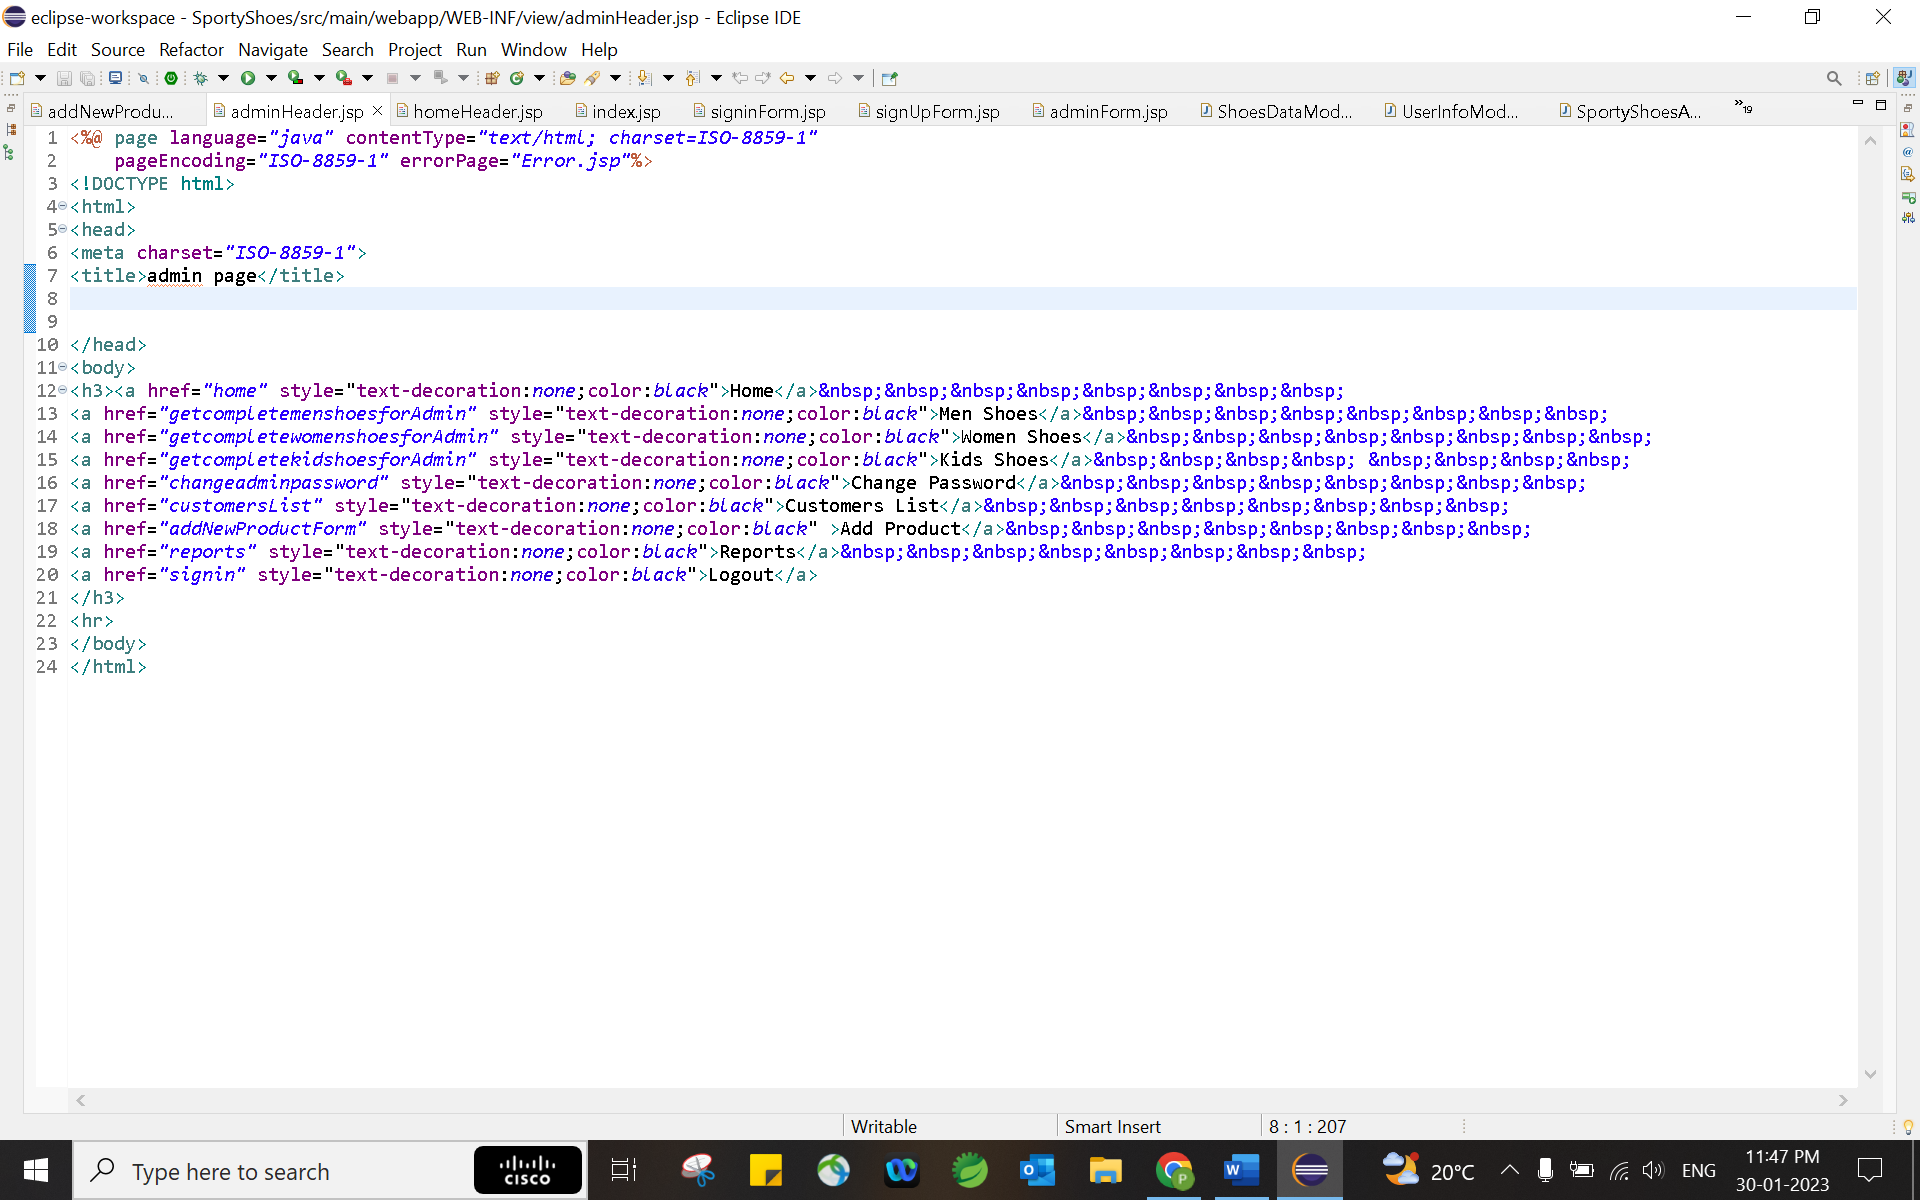 eclipse-workspace - SportyShoes/src/main/webapp/WEB-INF/view/adminHeader.jsp - Eclipse IDE
File Edit Source Refactor Navigate Search Project Run Window Help
addNewProdu... adminHeader.jsp homeHeader.jsp index.jsp signinForm.jsp signUpForm.jsp adminForm.jsp ShoesDataMod... UserInfoMod... SportyShoesA... »19
1 <%@ page language="java" contentType="text/html; charset=ISO-8859-1"
2     pageEncoding="ISO-8859-1" errorPage="Error.jsp"%>
3 <!DOCTYPE html>
4 <html>
5 <head>
6 <meta charset="ISO-8859-1">
7 <title>admin page</title>
8
9
10 </head>
11 <body>
12 <h3><a href="home" style="text-decoration:none;color:black">Home</a>&nbsp;&nbsp;&nbsp;&nbsp;&nbsp;&nbsp;&nbsp;&nbsp;
13 <a href="getcompletemenshoesforAdmin" style="text-decoration:none;color:black">Men Shoes</a>&nbsp;&nbsp;&nbsp;&nbsp;&nbsp;&nbsp;&nbsp;&nbsp;
14 <a href="getcompletewomenshoesforAdmin" style="text-decoration:none;color:black">Women Shoes</a>&nbsp;&nbsp;&nbsp;&nbsp;&nbsp;&nbsp;&nbsp;&nbsp;
15 <a href="getcompletekidshoesforAdmin" style="text-decoration:none;color:black">Kids Shoes</a>&nbsp;&nbsp;&nbsp;&nbsp; &nbsp;&nbsp;&nbsp;&nbsp;
16 <a href="changeadminpassword" style="text-decoration:none;color:black">Change Password</a>&nbsp;&nbsp;&nbsp;&nbsp;&nbsp;&nbsp;&nbsp;&nbsp;
17 <a href="customersList" style="text-decoration:none;color:black">Customers List</a>&nbsp;&nbsp;&nbsp;&nbsp;&nbsp;&nbsp;&nbsp;&nbsp;
18 <a href="addNewProductForm" style="text-decoration:none;color:black" >Add Product</a>&nbsp;&nbsp;&nbsp;&nbsp;&nbsp;&nbsp;&nbsp;&nbsp;
19 <a href="reports" style="text-decoration:none;color:black">Reports</a>&nbsp;&nbsp;&nbsp;&nbsp;&nbsp;&nbsp;&nbsp;&nbsp;
20 <a href="signin" style="text-decoration:none;color:black">Logout</a>
21 </h3>
22 <hr>
23 </body>
24 </html>
Writable Smart Insert 8 : 1 : 207
Type here to search cisco 20°C ENG 11:47 PM
30-01-2023